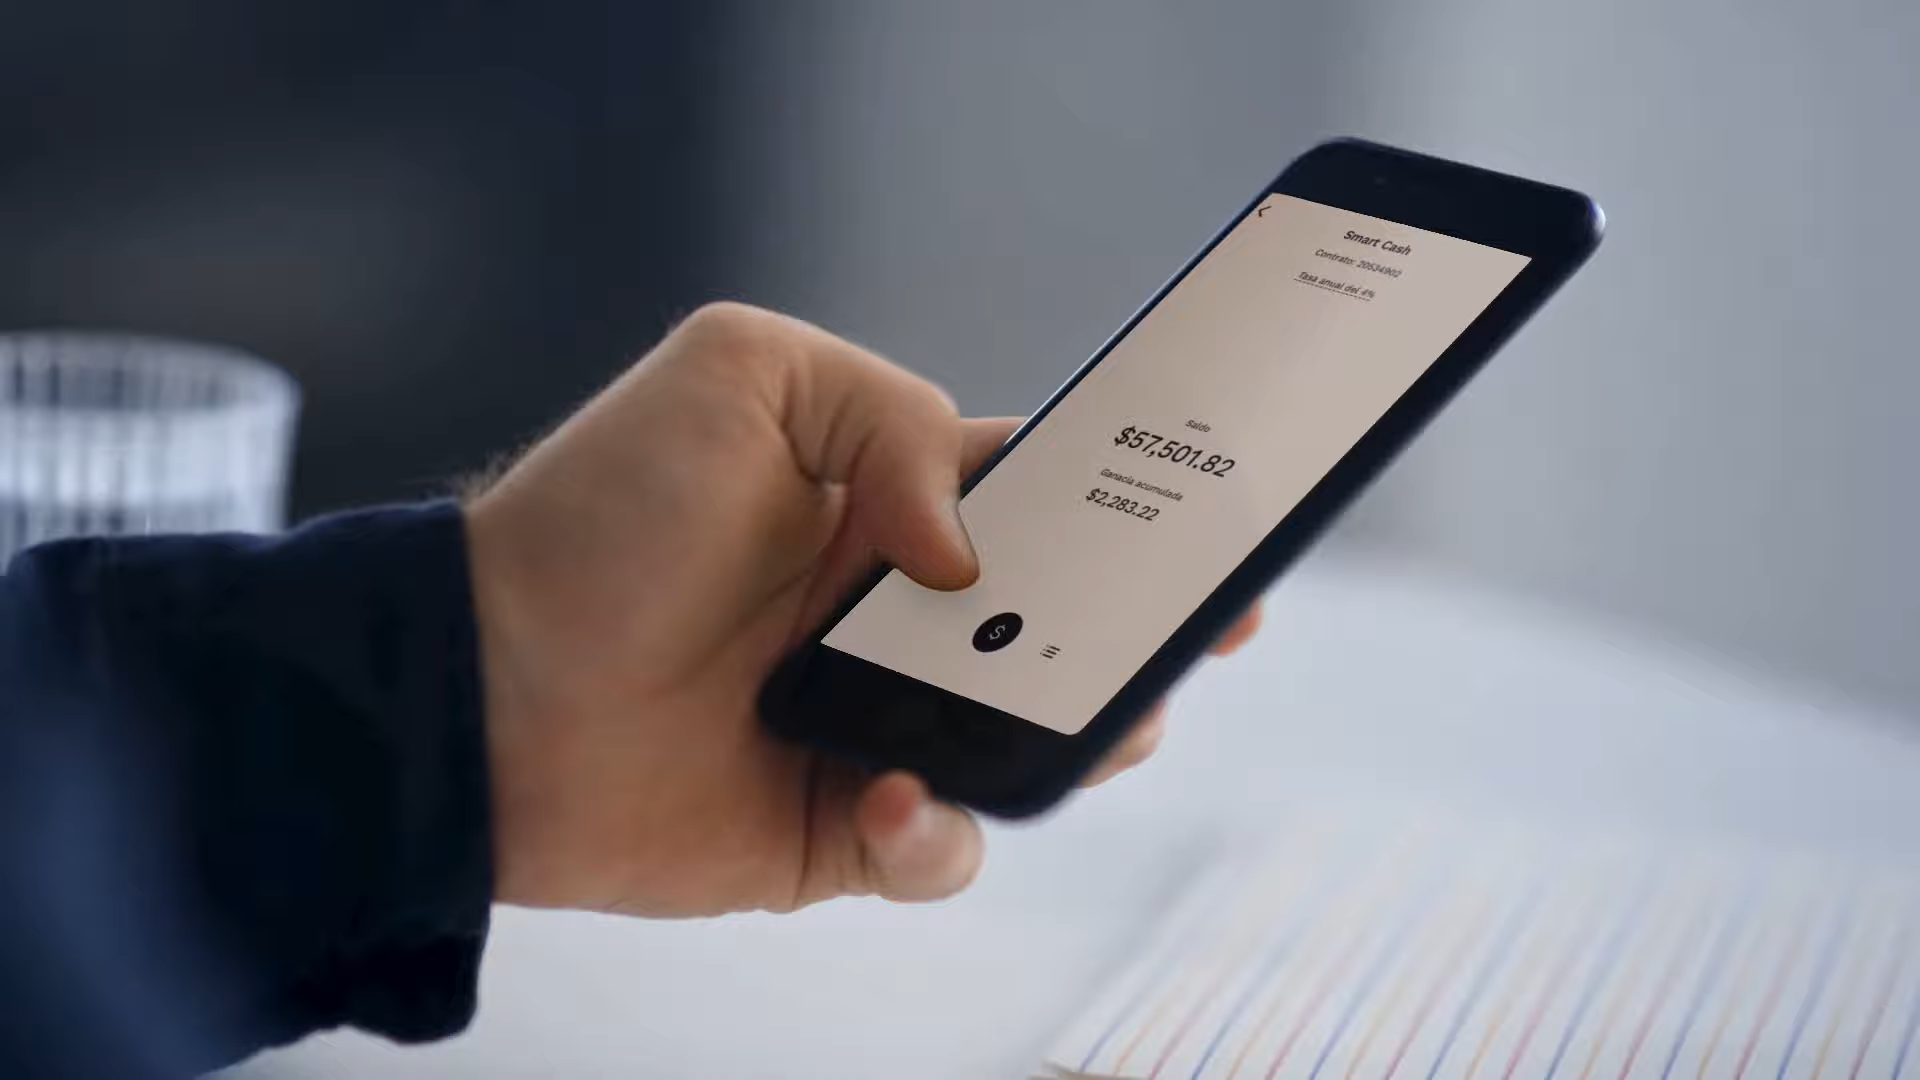 Smart Cash
Contrato: 20534902
Tasa anual del 4%
Saldo
$57,501.82
Ganacia acumulada
$2,283.22
$